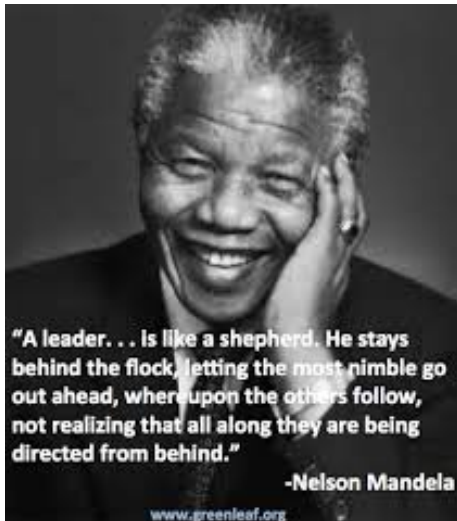 “A leader. . . is like a shepherd. He stays
behind the flock, letting the most nimble go
out ahead, whereupon the others follow,
not realizing that all along they are being
directed from behind.”
-Nelson Mandela
www.greenleaf.org